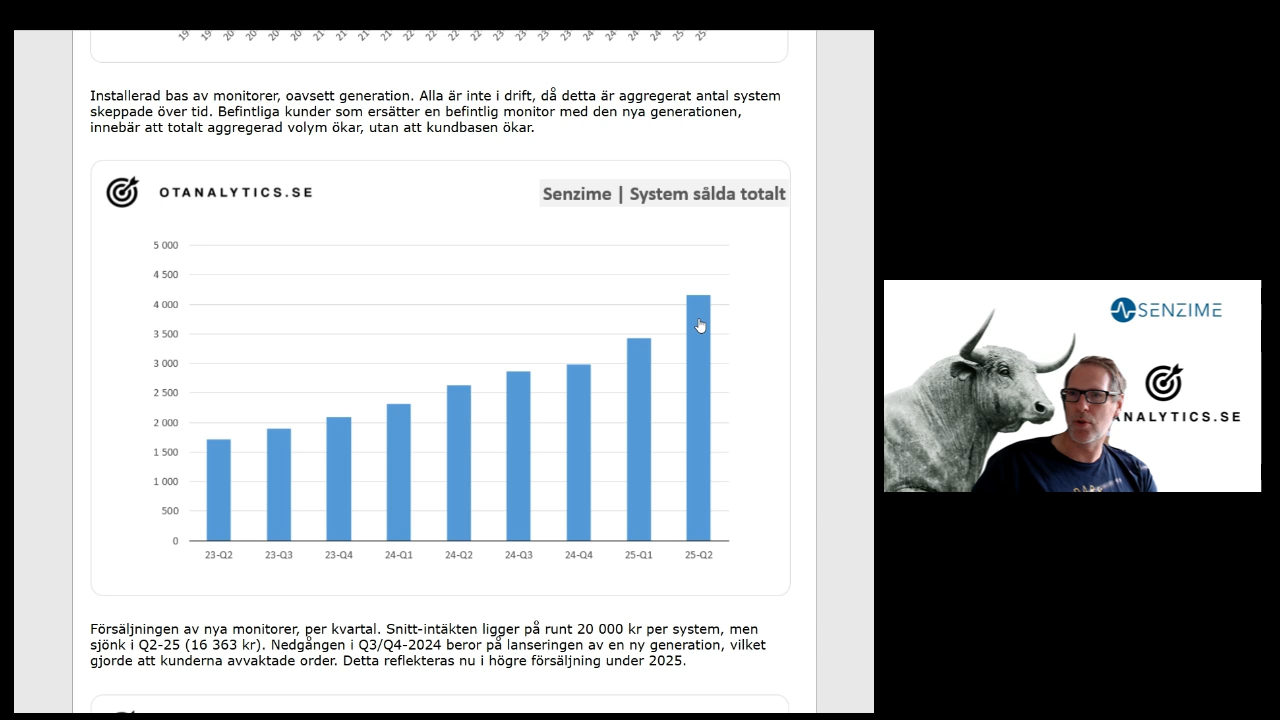 Installerad bas av monitorer, oavsett generation. Alla är inte i drift, då detta är aggregerat antal system
skeppade över tid. Befintliga kunder som ersätter en befintlig monitor med den nya generationen,
innebär att totalt aggregerad volym ökar, utan att kundbasen ökar.
OTANALYTICS.SE
Senzime | System sålda totalt
5 000
4 500
4 000
3 500
3 000
2 500
2 000
1 500
1 000
500
0
23-Q2 23-Q3 23-Q4 24-Q1 24-Q2 24-Q3 24-Q4 25-Q1 25-Q2
Försäljningen av nya monitorer, per kvartal. Snitt-intäkten ligger på runt 20 000 kr per system, men
sjönk i Q2-25 (16 363 kr). Nedgången i Q3/Q4-2024 beror på lanseringen av en ny generation, vilket
gjorde att kunderna avvaktade order. Detta reflekteras nu i högre försäljning under 2025.
SENZIME
ANALYTICS.SE